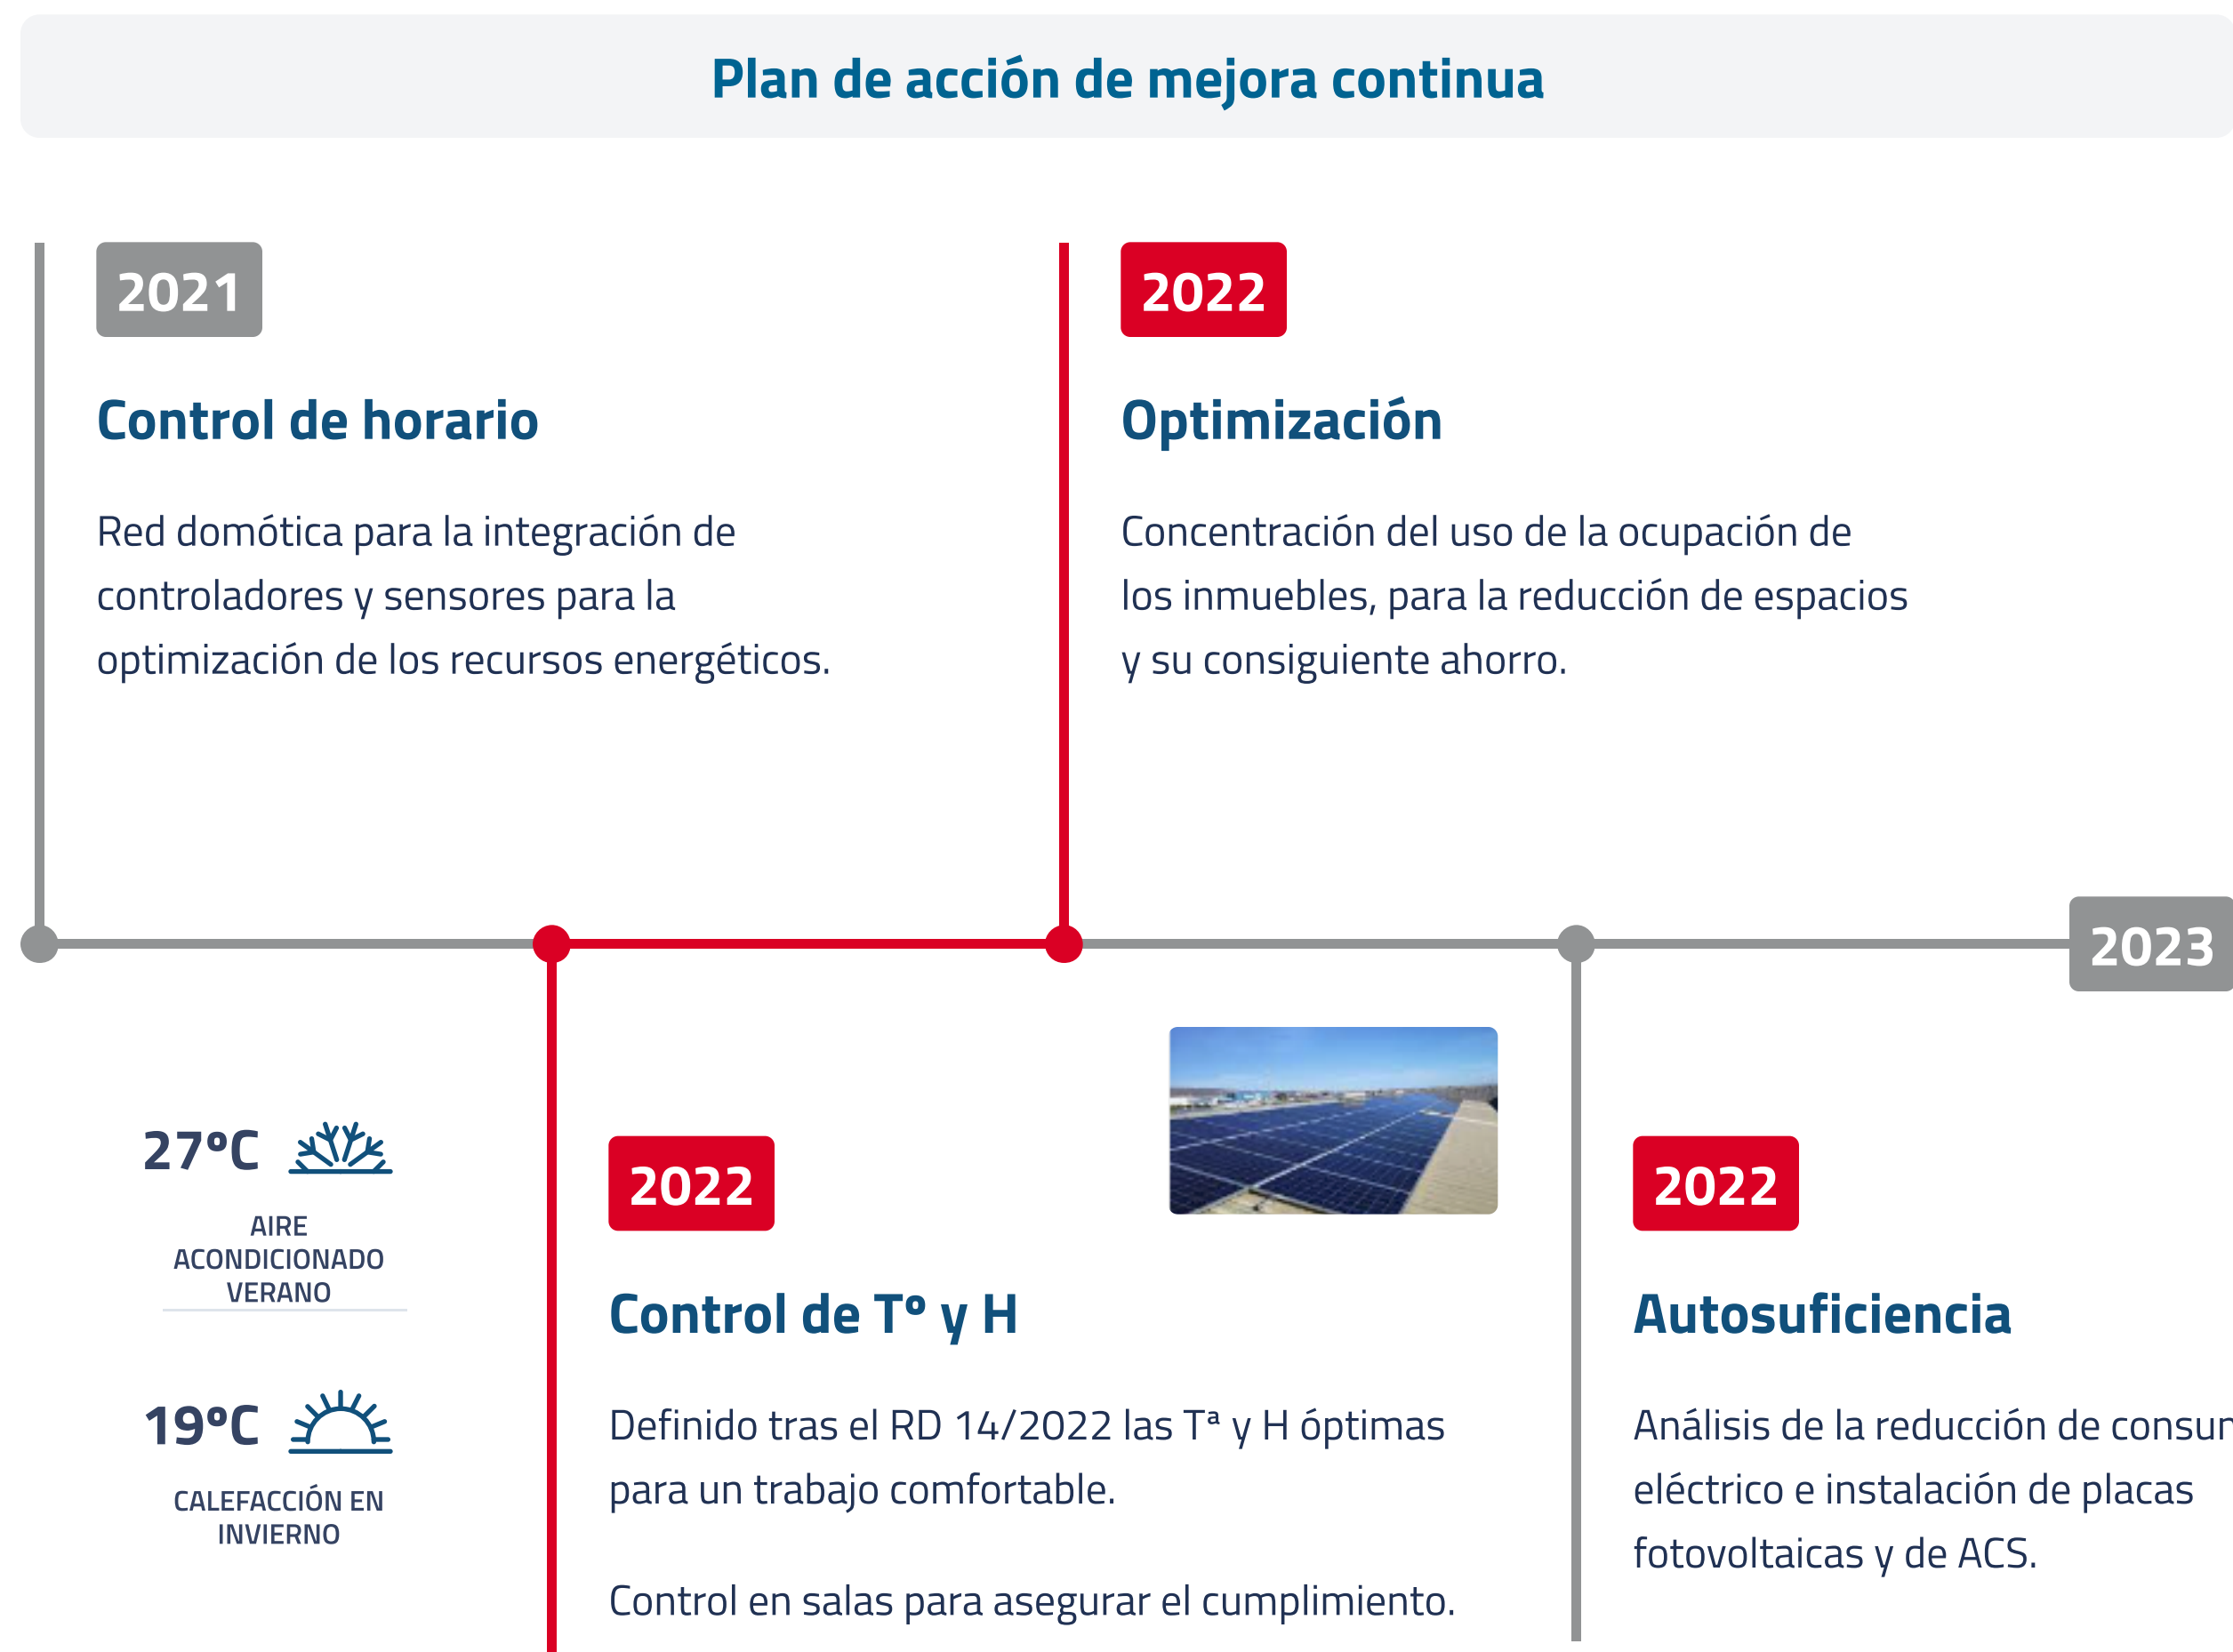 Plan de acción de mejora continua
2021
Control de horario
Red domótica para la integración de
controladores y sensores para la
optimización de los recursos energéticos.
2022
Optimización
Concentración del uso de la ocupación de
los inmuebles, para la reducción de espacios
y su consiguiente ahorro.
2023
27ºC
AIRE
ACONDICIONADO
VERANO
19ºC
CALEFACCIÓN EN
INVIERNO
2022
Control de Tº y H
Definido tras el RD 14/2022 las Tª y H óptimas
para un trabajo comfortable.
Control en salas para asegurar el cumplimiento.
2022
Autosuficiencia
Análisis de la reducción de
eléctrico e instalación de placas
fotovoltaicas y de ACS.